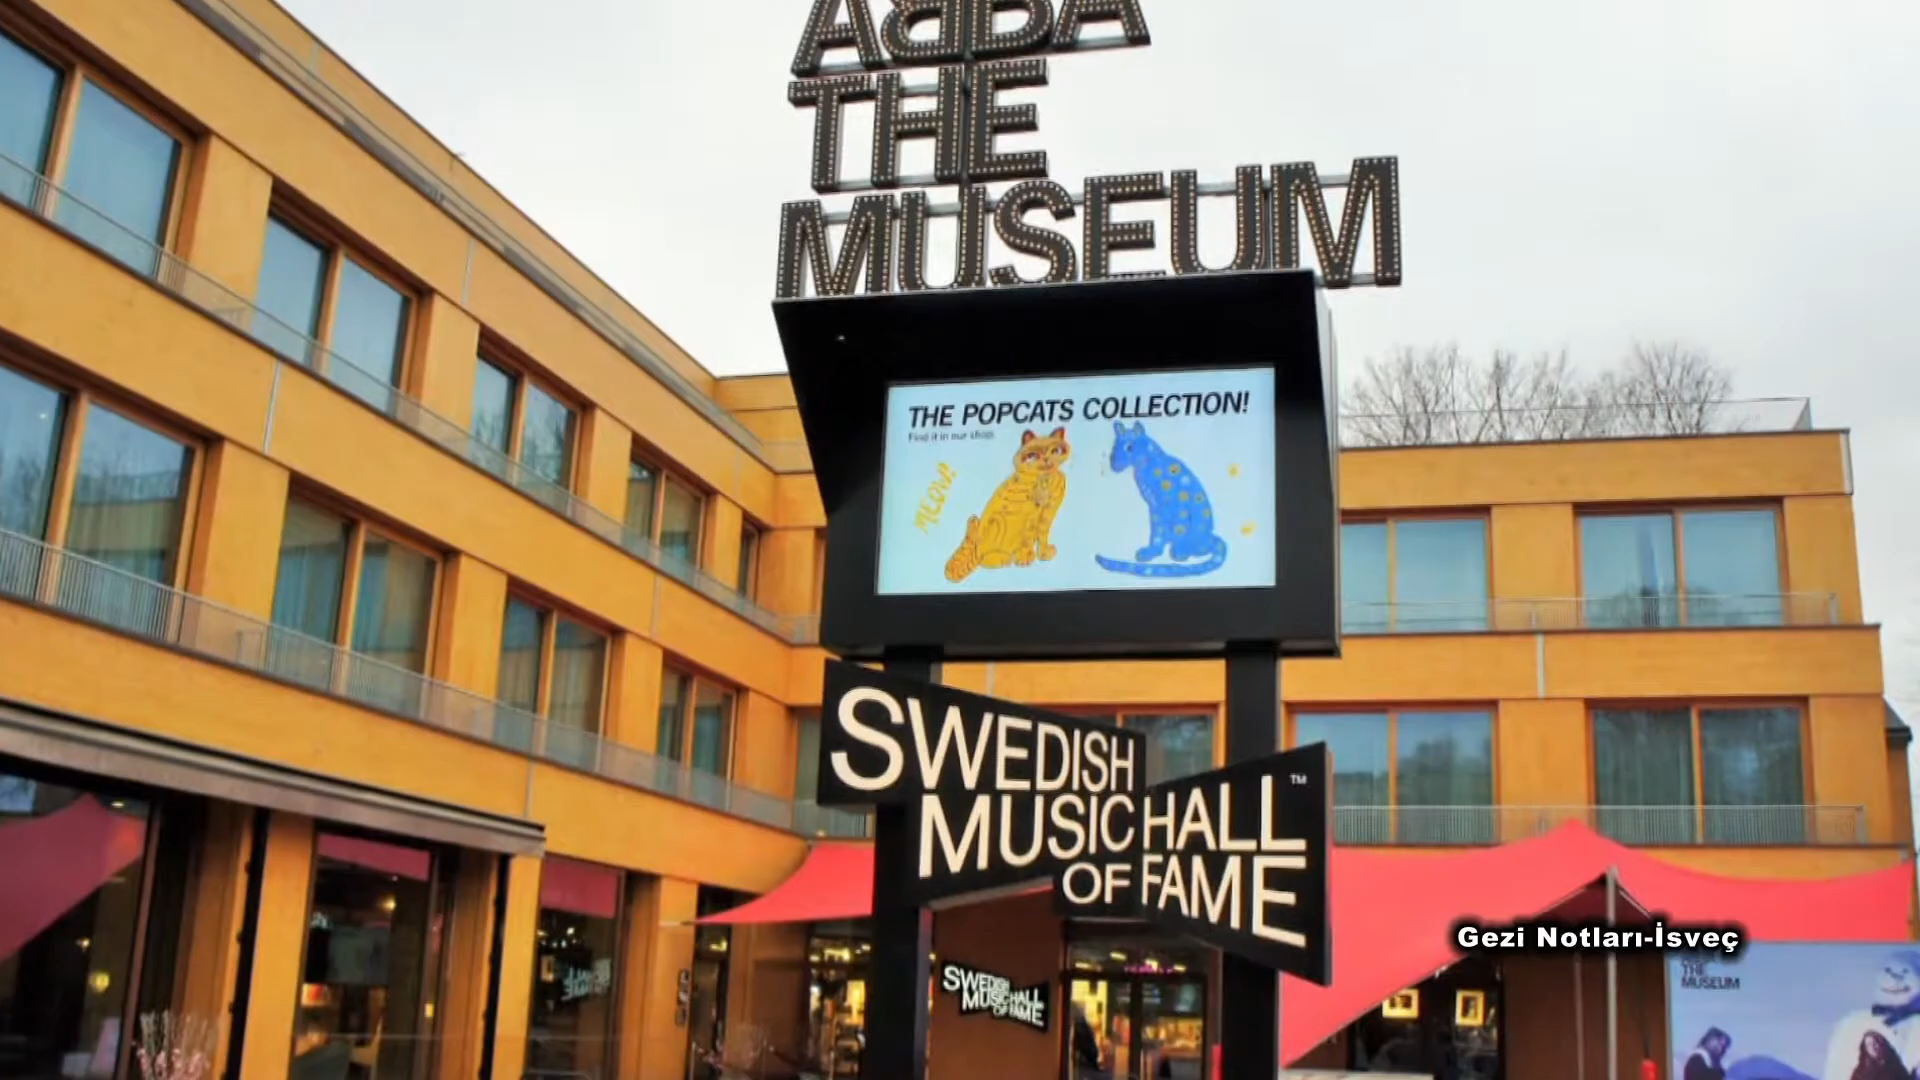 ABBA
THE
MUSEUM
THE POPCATS COLLECTION!
Find it in our shop.
MEOW!
SWEDISH
MUSIC HALL™
OF FAME
Gezi Notları-İsveç
SWEDISH
MUSIC HALL
OF FAME
THE
MUSEUM